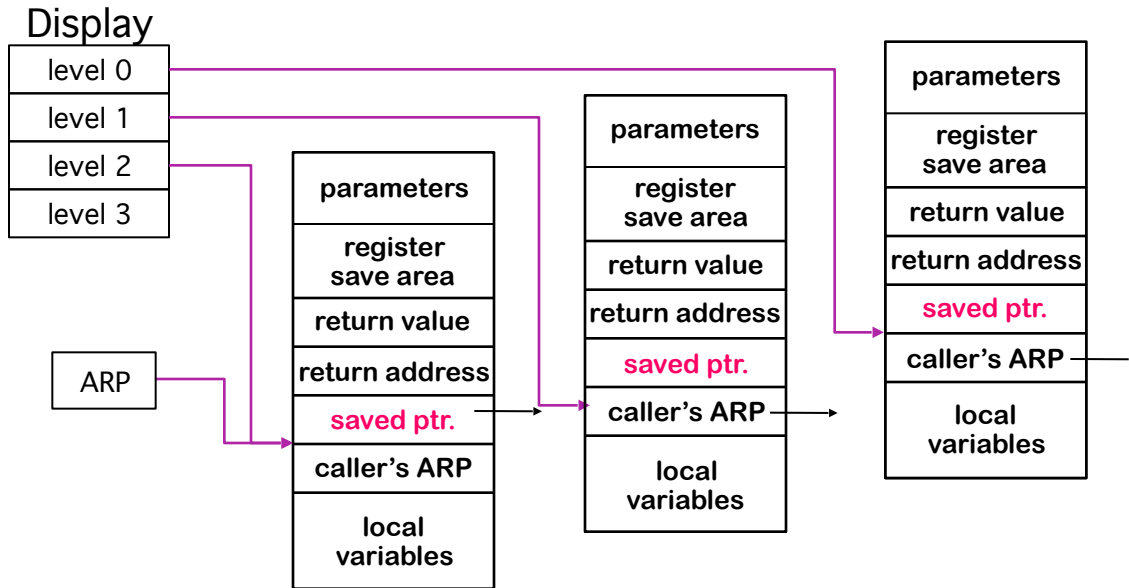 Display
level 0
level 1
level 2
level 3
ARP
parameters
register
save area
return value
return address
saved ptr.
caller's ARP
local
variables
parameters
register
save area
return value
return address
saved ptr.
caller's ARP
local
variables
parameters
register
save area
return value
return address
saved ptr.
caller's ARP
local
variables